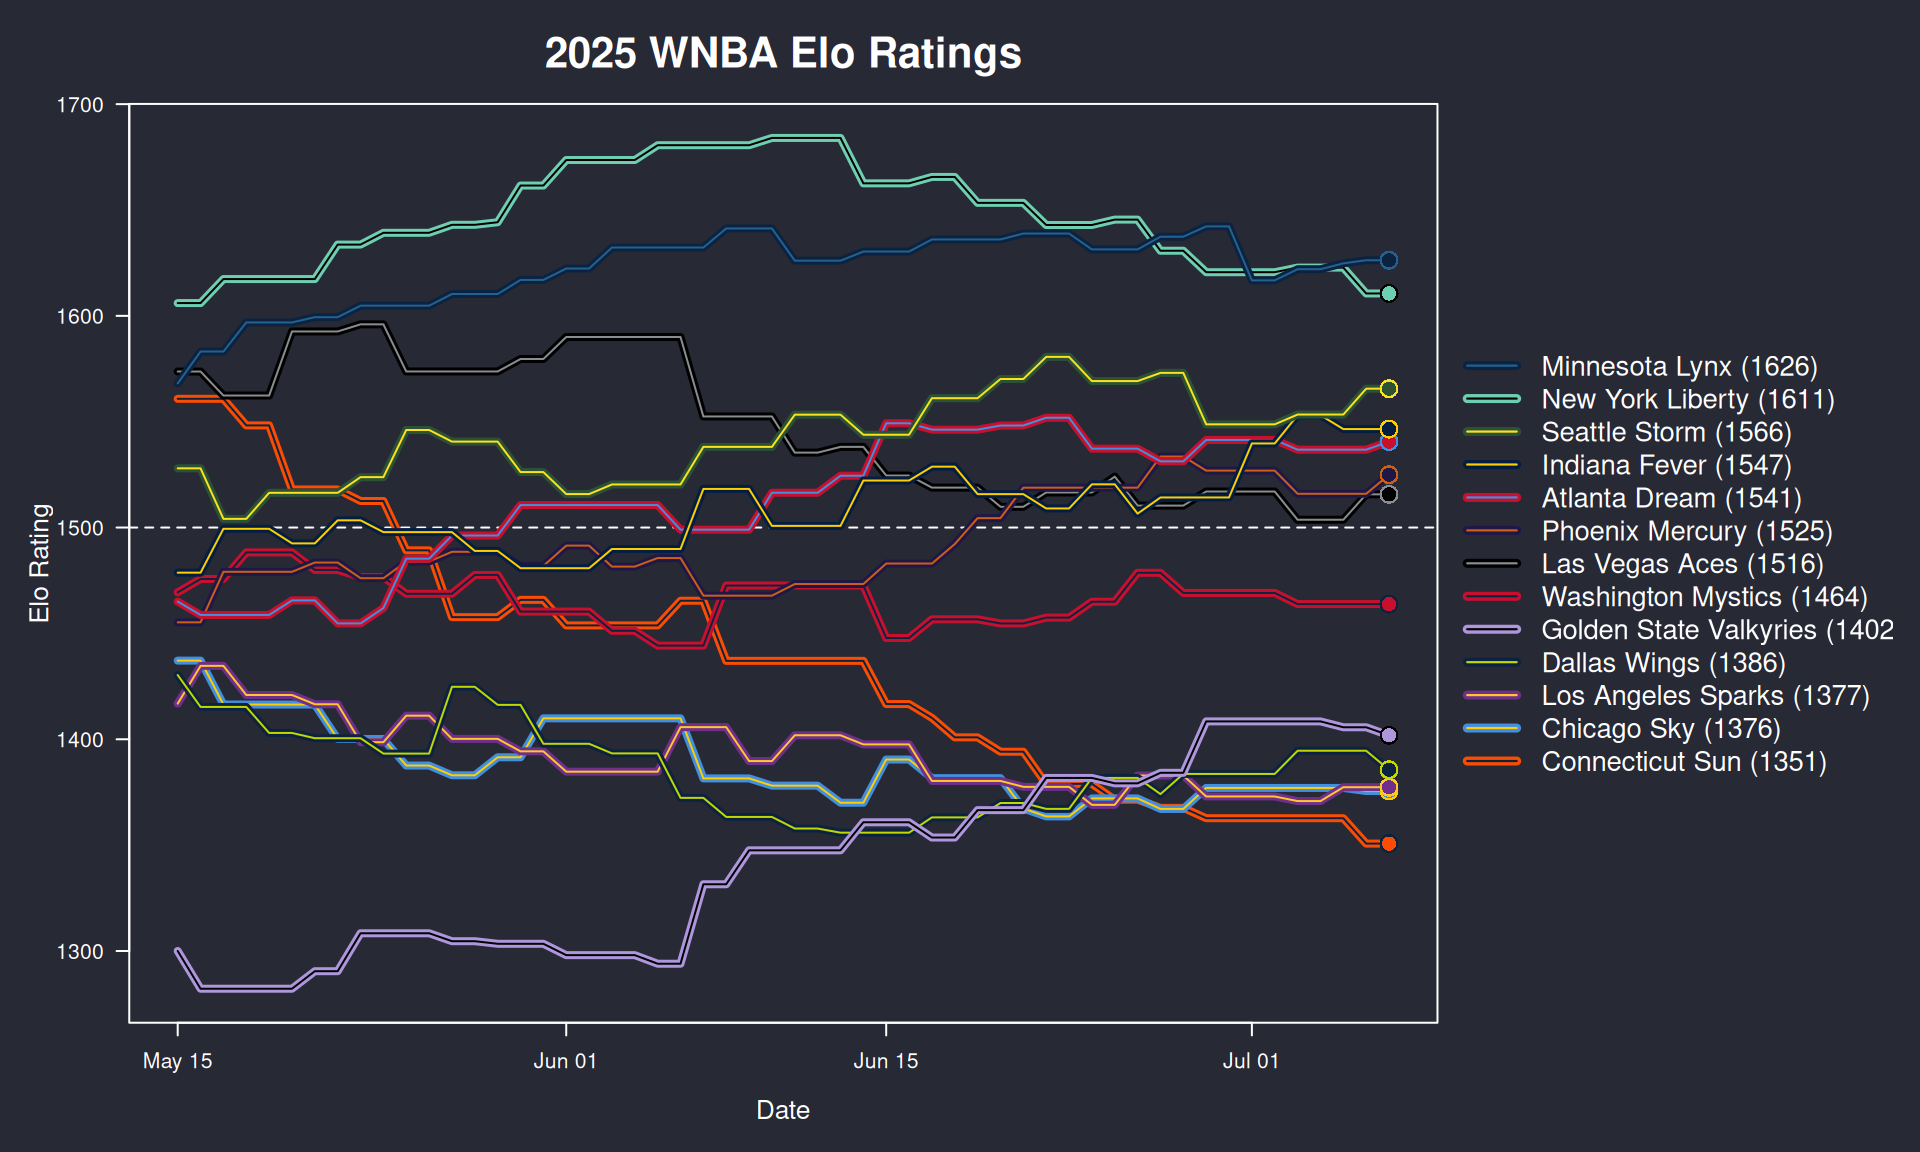 2025 WNBA Elo Ratings
1700
1600
1500
1400
1300
Elo Rating
May 15
Jun 01
Jun 15
Jul 01
Date
Minnesota Lynx (1626)
New York Liberty (1611)
Seattle Storm (1566)
Indiana Fever (1547)
Atlanta Dream (1541)
Phoenix Mercury (1525)
Las Vegas Aces (1516)
Washington Mystics (1464)
Golden State Valkyries (1402
Dallas Wings (1386)
Los Angeles Sparks (1377)
Chicago Sky (1376)
Connecticut Sun (1351)